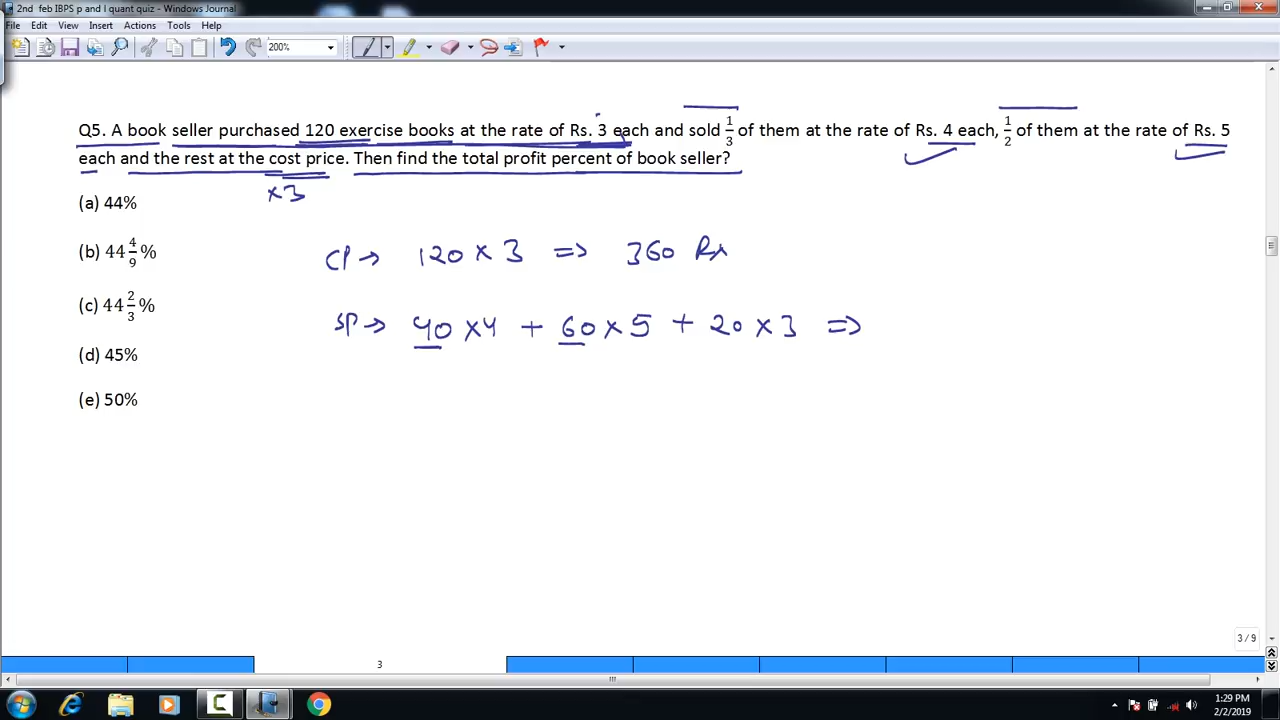 2nd feb IBPS p and I quant quiz - Windows Journal
File Edit View Insert Actions Tools Help
200%
Q5. A book seller purchased 120 exercise books at the rate of Rs. 3 each and sold 1/3 of them at the rate of Rs. 4 each, 1/2 of them at the rate of Rs. 5
each and the rest at the cost price. Then find the total profit percent of book seller?
×3
(a) 44%
(b) 44 4/9 %
CP → 120 × 3 ⇒ 360 Rs
(c) 44 2/3 %
SP → 40 × 4 + 60 × 5 + 20 × 3 ⇒
(d) 45%
(e) 50%
3 / 9
3
1:29 PM
2/2/2019